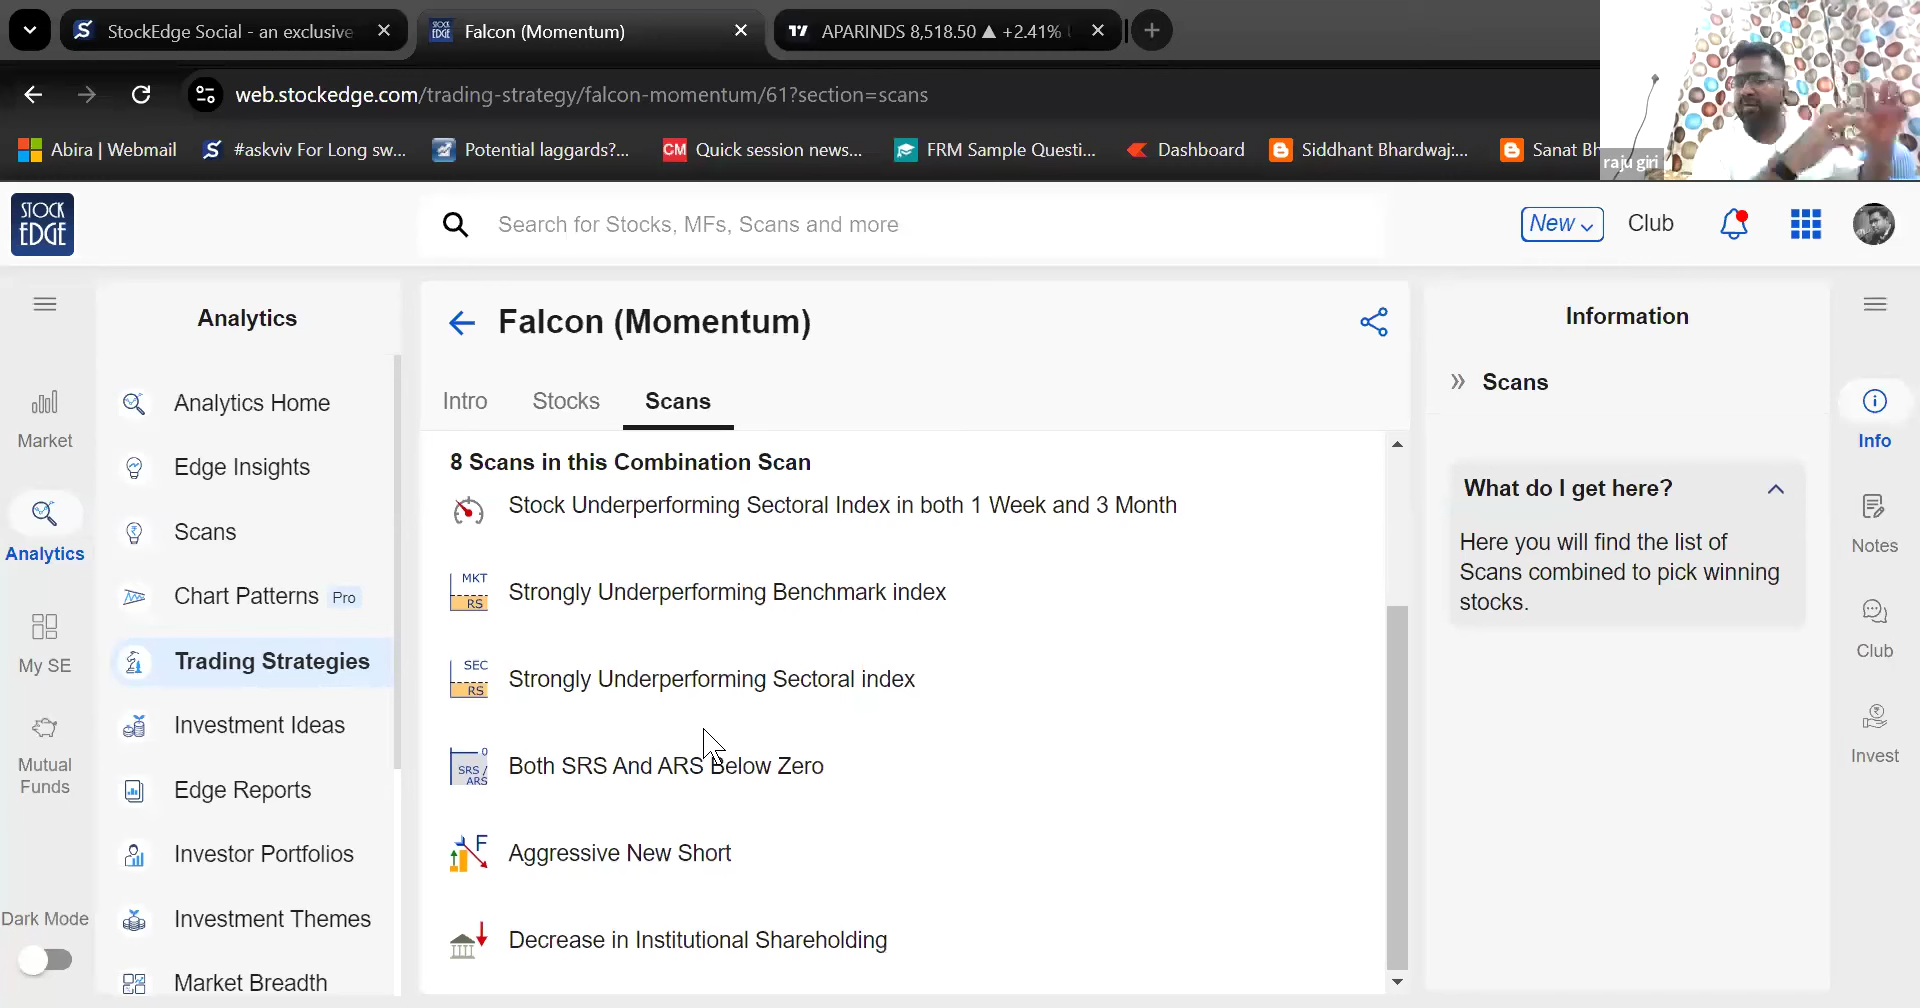 StockEdge Social - an exclusive
STOCK EDGE
Falcon (Momentum)
APARINDS 8,518.50 ▲ +2.41%
web.stockedge.com/trading-strategy/falcon-momentum/61?section=scans
Abira | Webmail
#askviv For Long sw...
Potential laggards?...
CM
Quick session news...
FRM Sample Questi...
Dashboard
Siddhant Bhardwaj:...
Sanat Bh
raju giri
STOCK
EDGE
Search for Stocks, MFs, Scans and more
New
Club
Market
Analytics
My SE
Mutual
Funds
Dark Mode
Analytics
Analytics Home
Edge Insights
Scans
Chart Patterns Pro
Trading Strategies
Investment Ideas
Edge Reports
Investor Portfolios
Investment Themes
Market Breadth
Falcon (Momentum)
Intro
Stocks
Scans
8 Scans in this Combination Scan
Stock Underperforming Sectoral Index in both 1 Week and 3 Month
MKT
RS
Strongly Underperforming Benchmark index
SEC
RS
Strongly Underperforming Sectoral index
0
SRS /
ARS
Both SRS And ARS Below Zero
F
Aggressive New Short
Decrease in Institutional Shareholding
Information
Scans
What do I get here?
Here you will find the list of
Scans combined to pick winning
stocks.
Info
Notes
Club
Invest